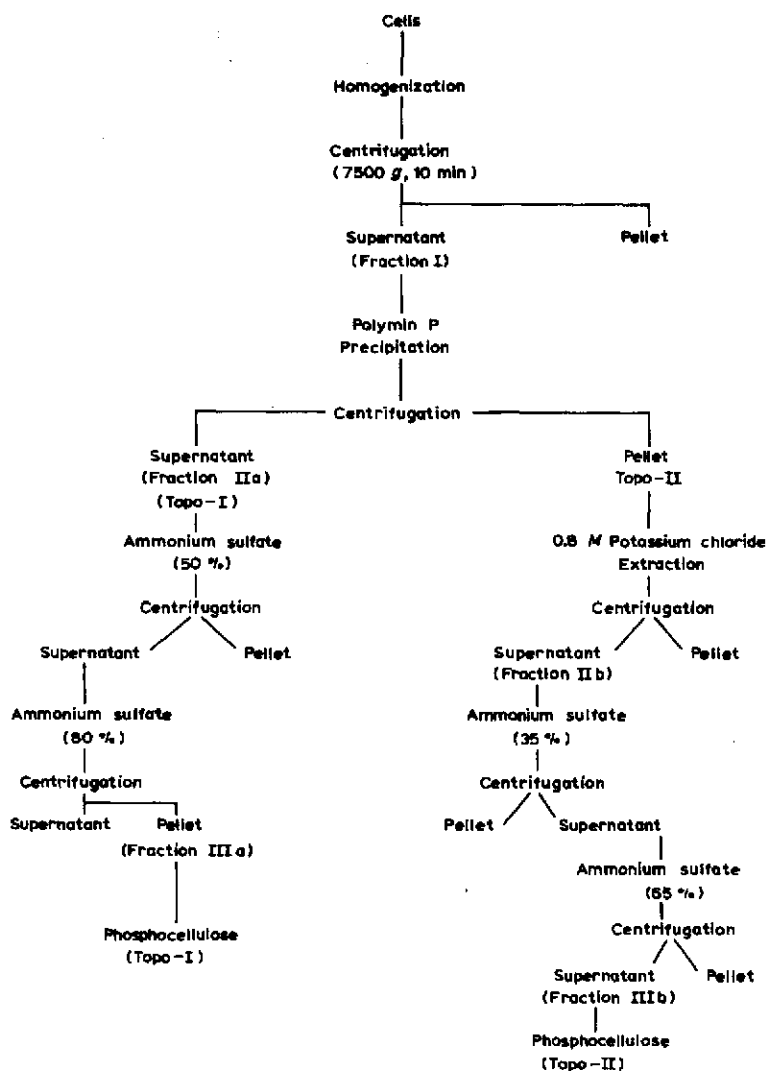 Cells
Homogenization
Centrifugation
(7500 g, 10 min)
Supernatant
(Fraction I)
Pellet
Polymin P
Precipitation
Centrifugation
Supernatant
(Fraction IIa)
(Topo-I)
Ammonium sulfate
(50 %)
Centrifugation
Supernatant
Pellet
Ammonium sulfate
(80 %)
Centrifugation
Supernatant
Pellet
(Fraction IIIa)
Phosphocellulose
(Topo-I)
Pellet
Topo-II
0.8 M Potassium chloride
Extraction
Centrifugation
Supernatant
(Fraction IIb)
Pellet
Ammonium sulfate
(35 %)
Centrifugation
Pellet
Supernatant
Ammonium sulfate
(65 %)
Centrifugation
Supernatant
(Fraction IIIb)
Pellet
Phosphocellulose
(Topo-II)